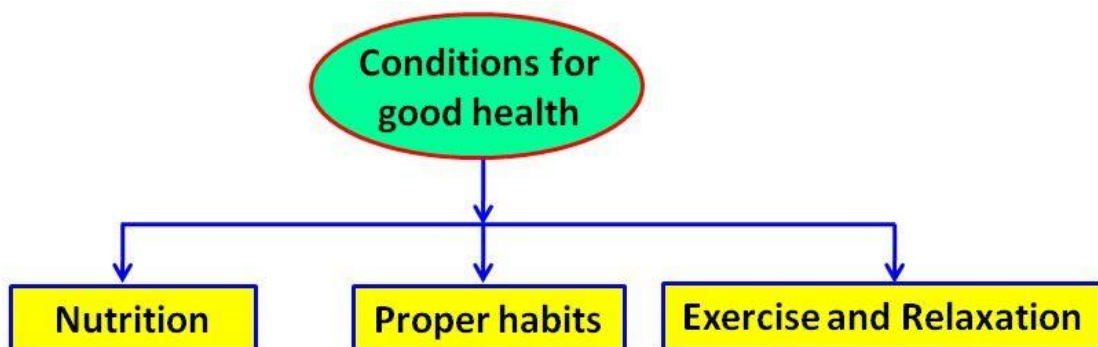 Conditions for
good health
Nutrition
Proper habits
Exercise and Relaxation